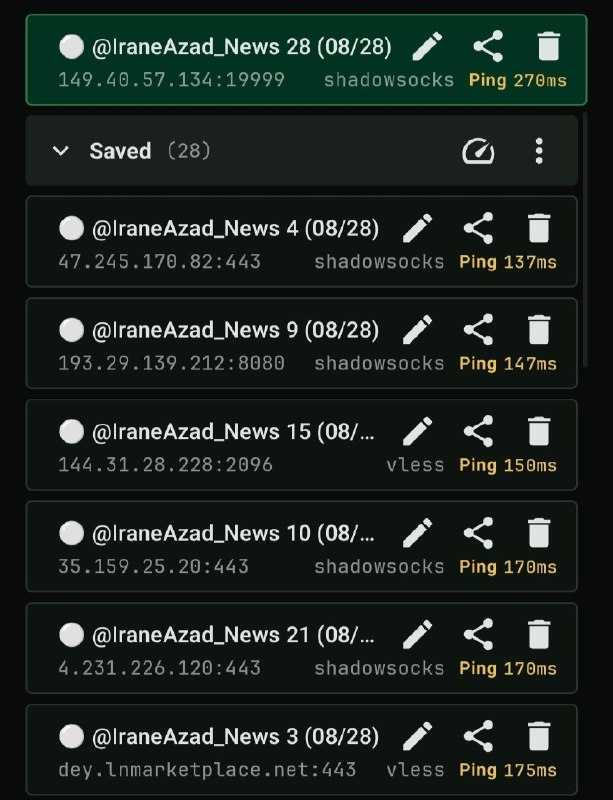 @IraneAzad_News 28 (08/28)
149.40.57.134:19999 shadowsocks Ping 270ms
Saved (28)
@IraneAzad_News 4 (08/28)
47.245.170.82:443 shadowsocks Ping 137ms
@IraneAzad_News 9 (08/28)
193.29.139.212:8080 shadowsocks Ping 147ms
@IraneAzad_News 15 (08/...
144.31.28.228:2096 vless Ping 150ms
@IraneAzad_News 10 (08/...
35.159.25.20:443 shadowsocks Ping 170ms
@IraneAzad_News 21 (08/...
4.231.226.120:443 shadowsocks Ping 170ms
@IraneAzad_News 3 (08/28)
dey.lnmarketplace.net:443 vless Ping 175ms